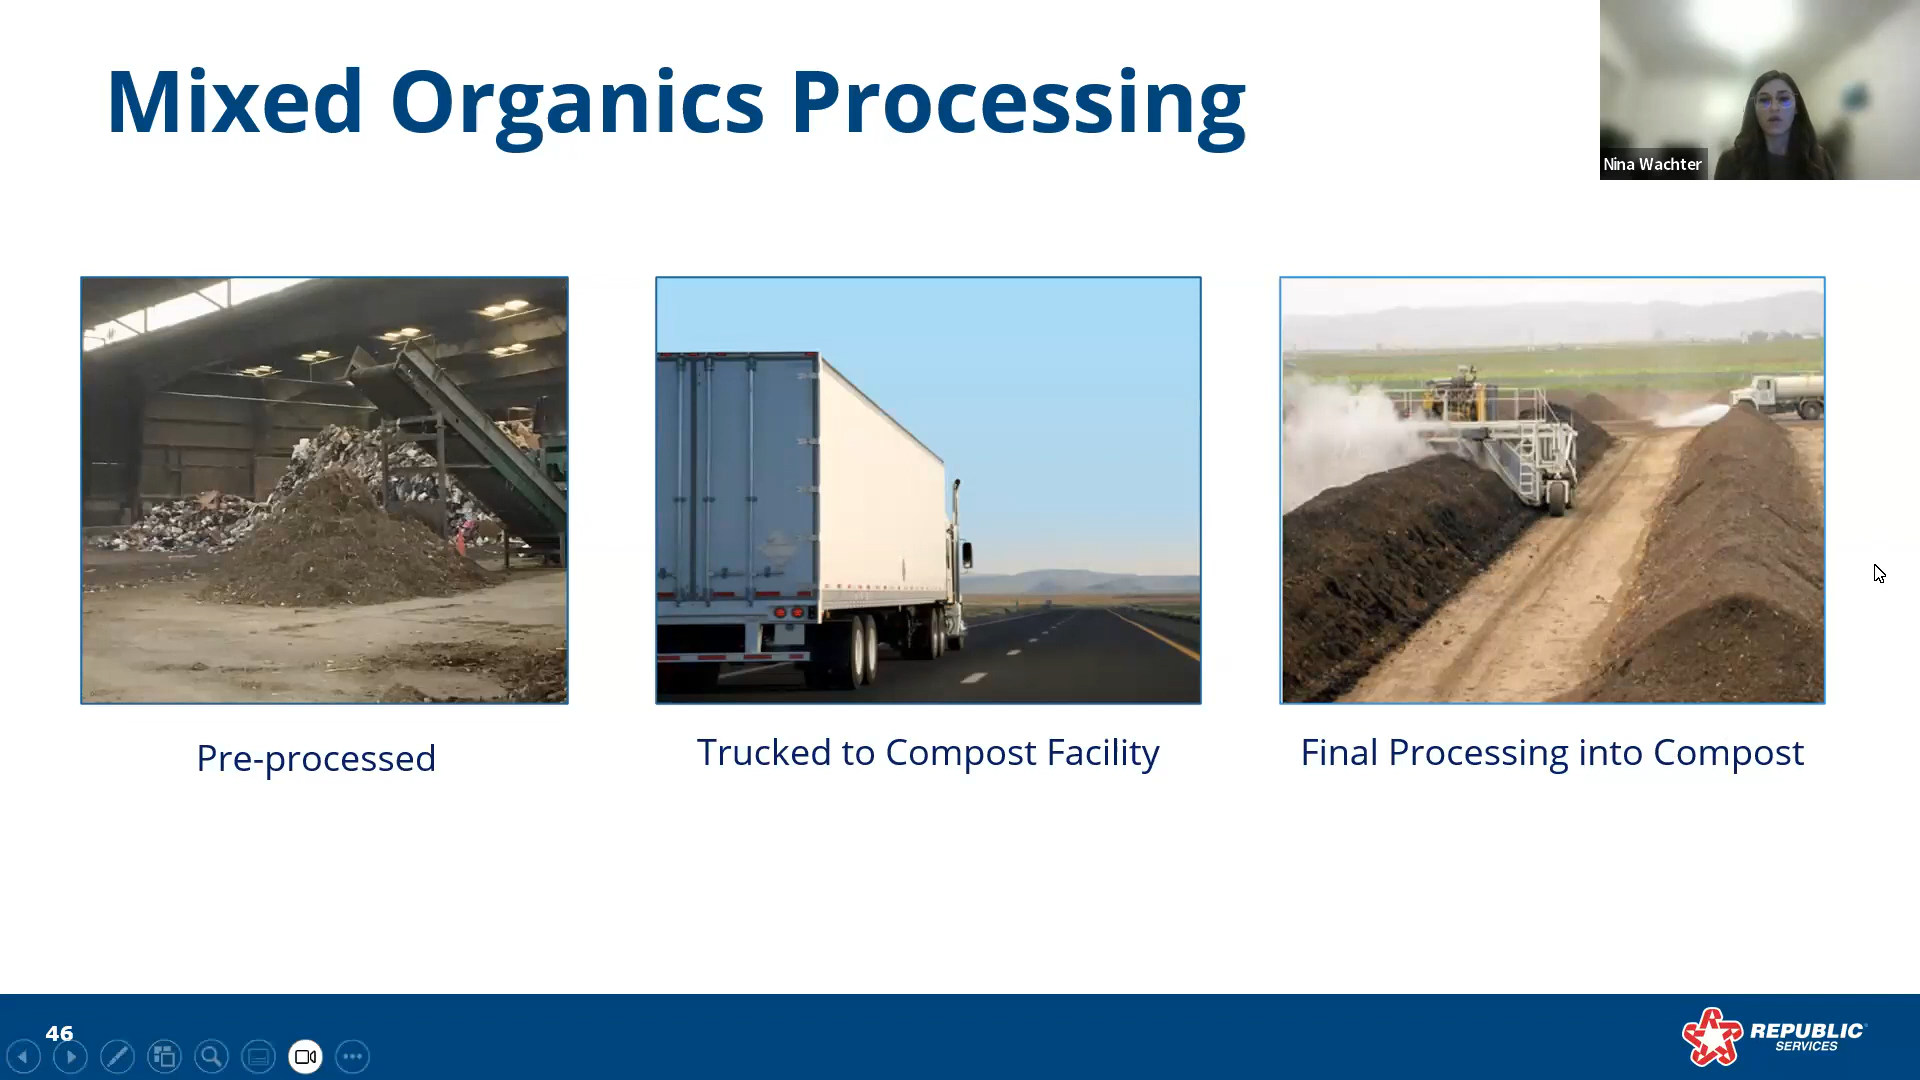 Mixed Organics Processing
Nina Wachter
Pre-processed
Trucked to Compost Facility
Final Processing into Compost
46
REPUBLIC
SERVICES